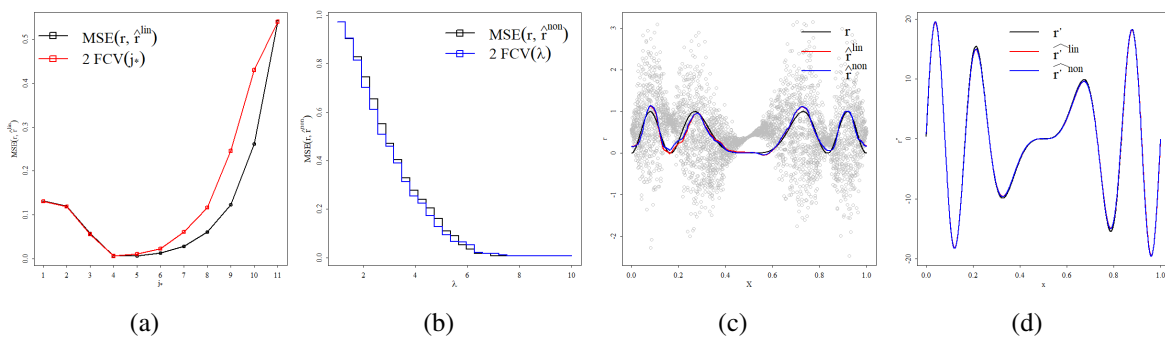 MSE(r, r̂^lin)
2 FCV(j*)
MSE(r, r̂^lin)
0.0 0.1 0.2 0.3 0.4 0.5
1 2 3 4 5 6 7 8 9 10 11
j*
(a)
MSE(r, r̂^non)
2 FCV(λ)
MSE(r, r̂^non)
0.0 0.2 0.4 0.6 0.8 1.0
2 4 6 8 10
λ
(b)
r
r̂^lin
r̂^non
r
-2 -1 0 1 2 3
0.0 0.2 0.4 0.6 0.8 1.0
X
(c)
r'
r'^lin
r'^non
r'
-20 -10 0 10 20
0.0 0.2 0.4 0.6 0.8 1.0
x
(d)